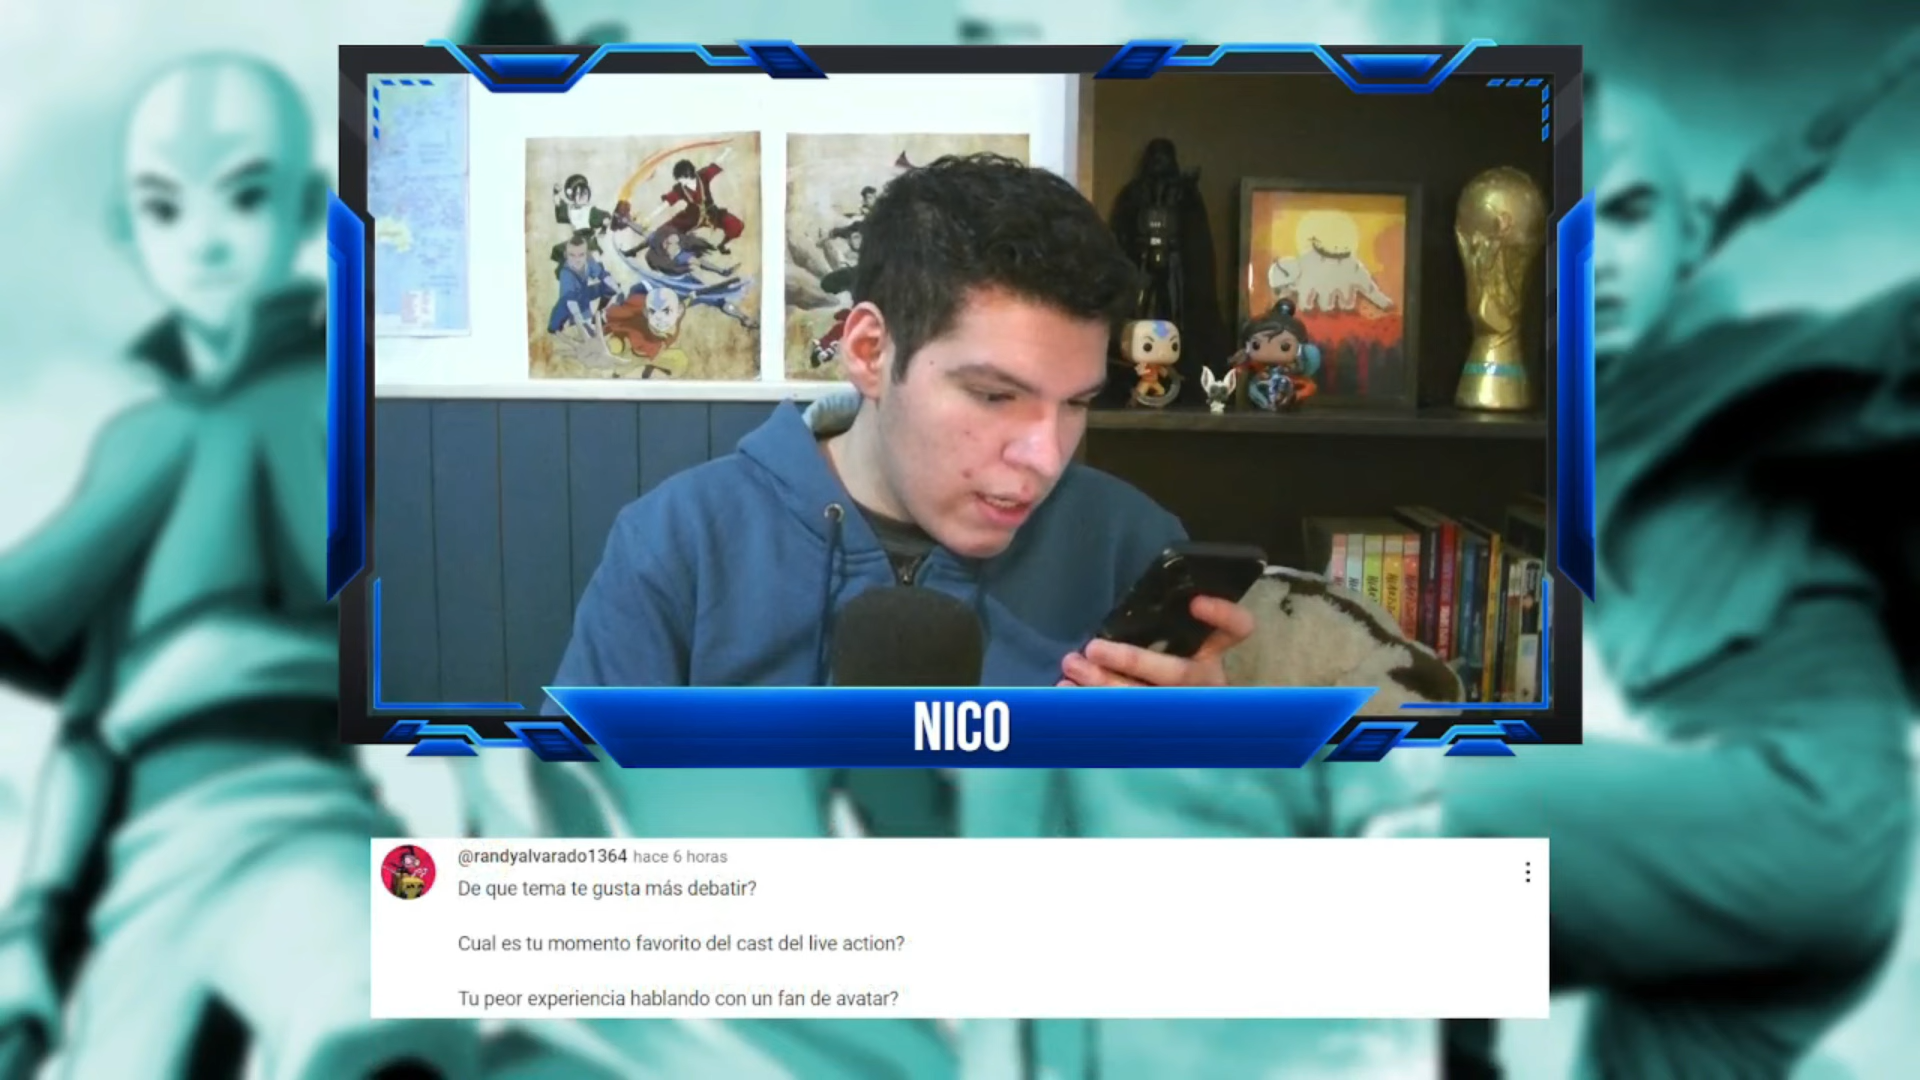 NICO
@randyalvarado1364 hace 6 horas
De que tema te gusta más debatir?
Cual es tu momento favorito del cast del live action?
Tu peor experiencia hablando con un fan de avatar?